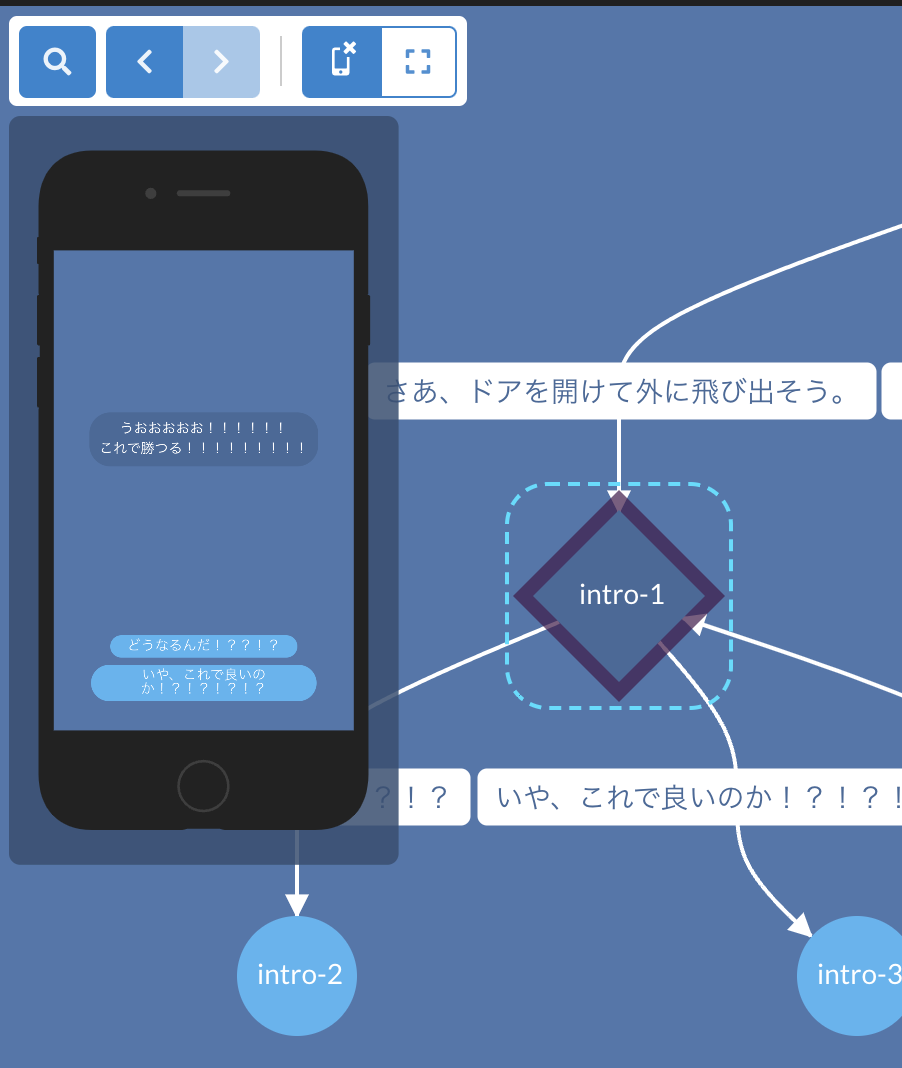 さあ、ドアを開けて外に飛び出そう。
うおおおおお！！！！！！
これで勝つる！！！！！！！！！
intro-1
どうなるんだ！？？！？
いや、これで良いの
か！？！？！？！？
？！？
いや、これで良いのか！？！？！
intro-2
intro-3